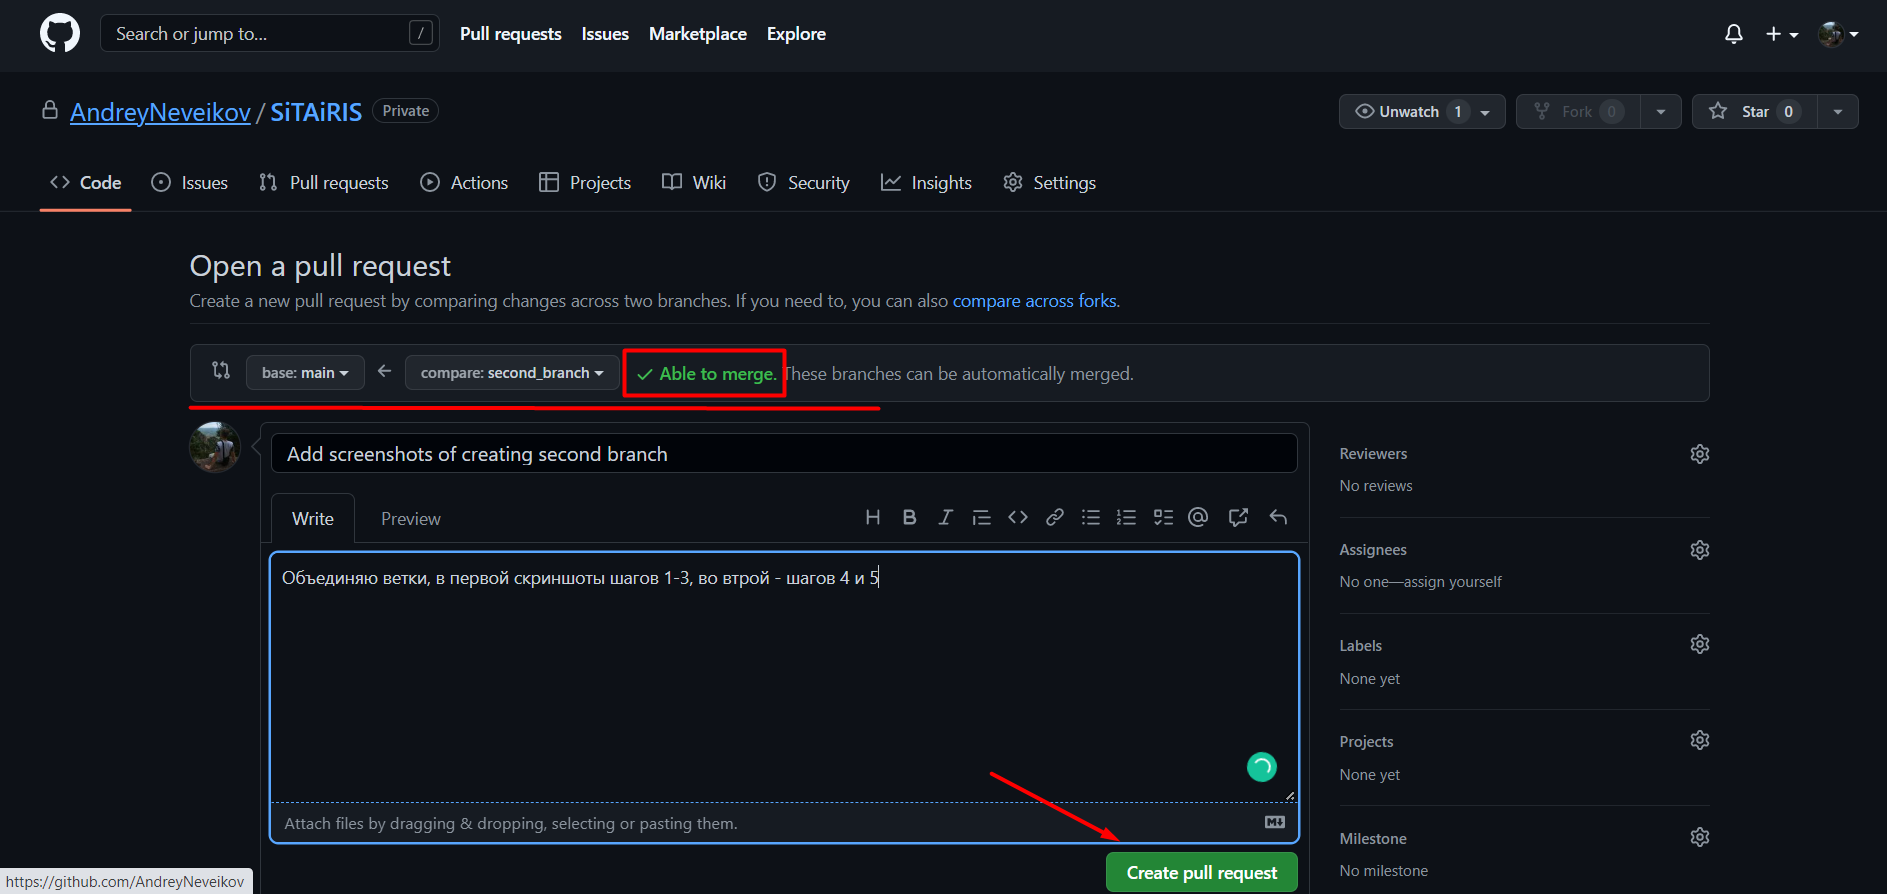 Search or jump to... /
Pull requests Issues Marketplace Explore
AndreyNeveikov / SiTAiRIS Private
Unwatch 1 Fork 0 Star 0
Code Issues Pull requests Actions Projects Wiki Security Insights Settings
Open a pull request
Create a new pull request by comparing changes across two branches. If you need to, you can also compare across forks.
base: main compare: second_branch Able to merge. These branches can be automatically merged.
Add screenshots of creating second branch
Write Preview
Объединяю ветки, в первой скриншоты шагов 1-3, во втрой - шагов 4 и 5
Attach files by dragging & dropping, selecting or pasting them.
Create pull request
Reviewers
No reviews
Assignees
No one—assign yourself
Labels
None yet
Projects
None yet
Milestone
No milestone
https://github.com/AndreyNeveikov